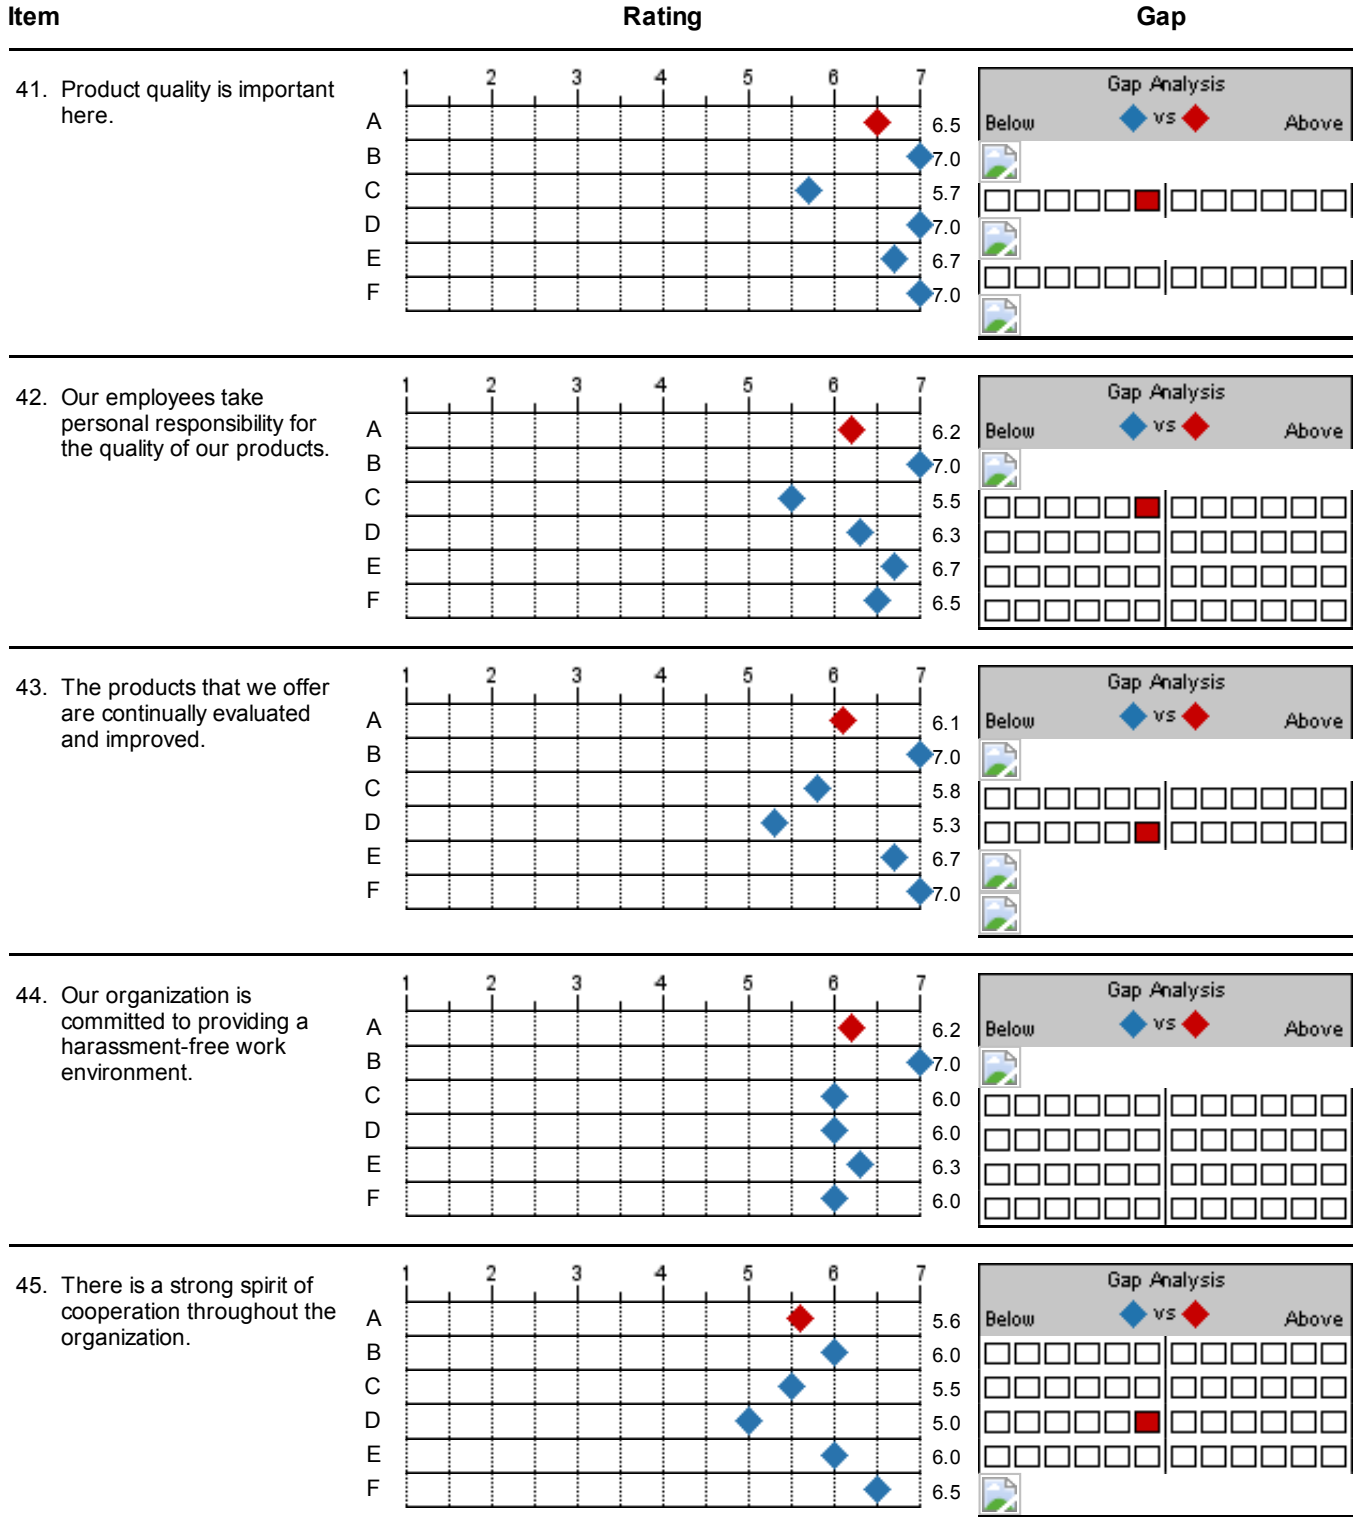 Item Rating Gap
41. Product quality is important
here.
1 2 3 4 5 6 7
A 6.5
B 7.0
C 5.7
D 7.0
E 6.7
F 7.0
Gap Analysis
Below vs Above
42. Our employees take
personal responsibility for
the quality of our products.
1 2 3 4 5 6 7
A 6.2
B 7.0
C 5.5
D 6.3
E 6.7
F 6.5
Gap Analysis
Below vs Above
43. The products that we offer
are continually evaluated
and improved.
1 2 3 4 5 6 7
A 6.1
B 7.0
C 5.8
D 5.3
E 6.7
F 7.0
Gap Analysis
Below vs Above
44. Our organization is
committed to providing a
harassment-free work
environment.
1 2 3 4 5 6 7
A 6.2
B 7.0
C 6.0
D 6.0
E 6.3
F 6.0
Gap Analysis
Below vs Above
45. There is a strong spirit of
cooperation throughout the
organization.
1 2 3 4 5 6 7
A 5.6
B 6.0
C 5.5
D 5.0
E 6.0
F 6.5
Gap Analysis
Below vs Above